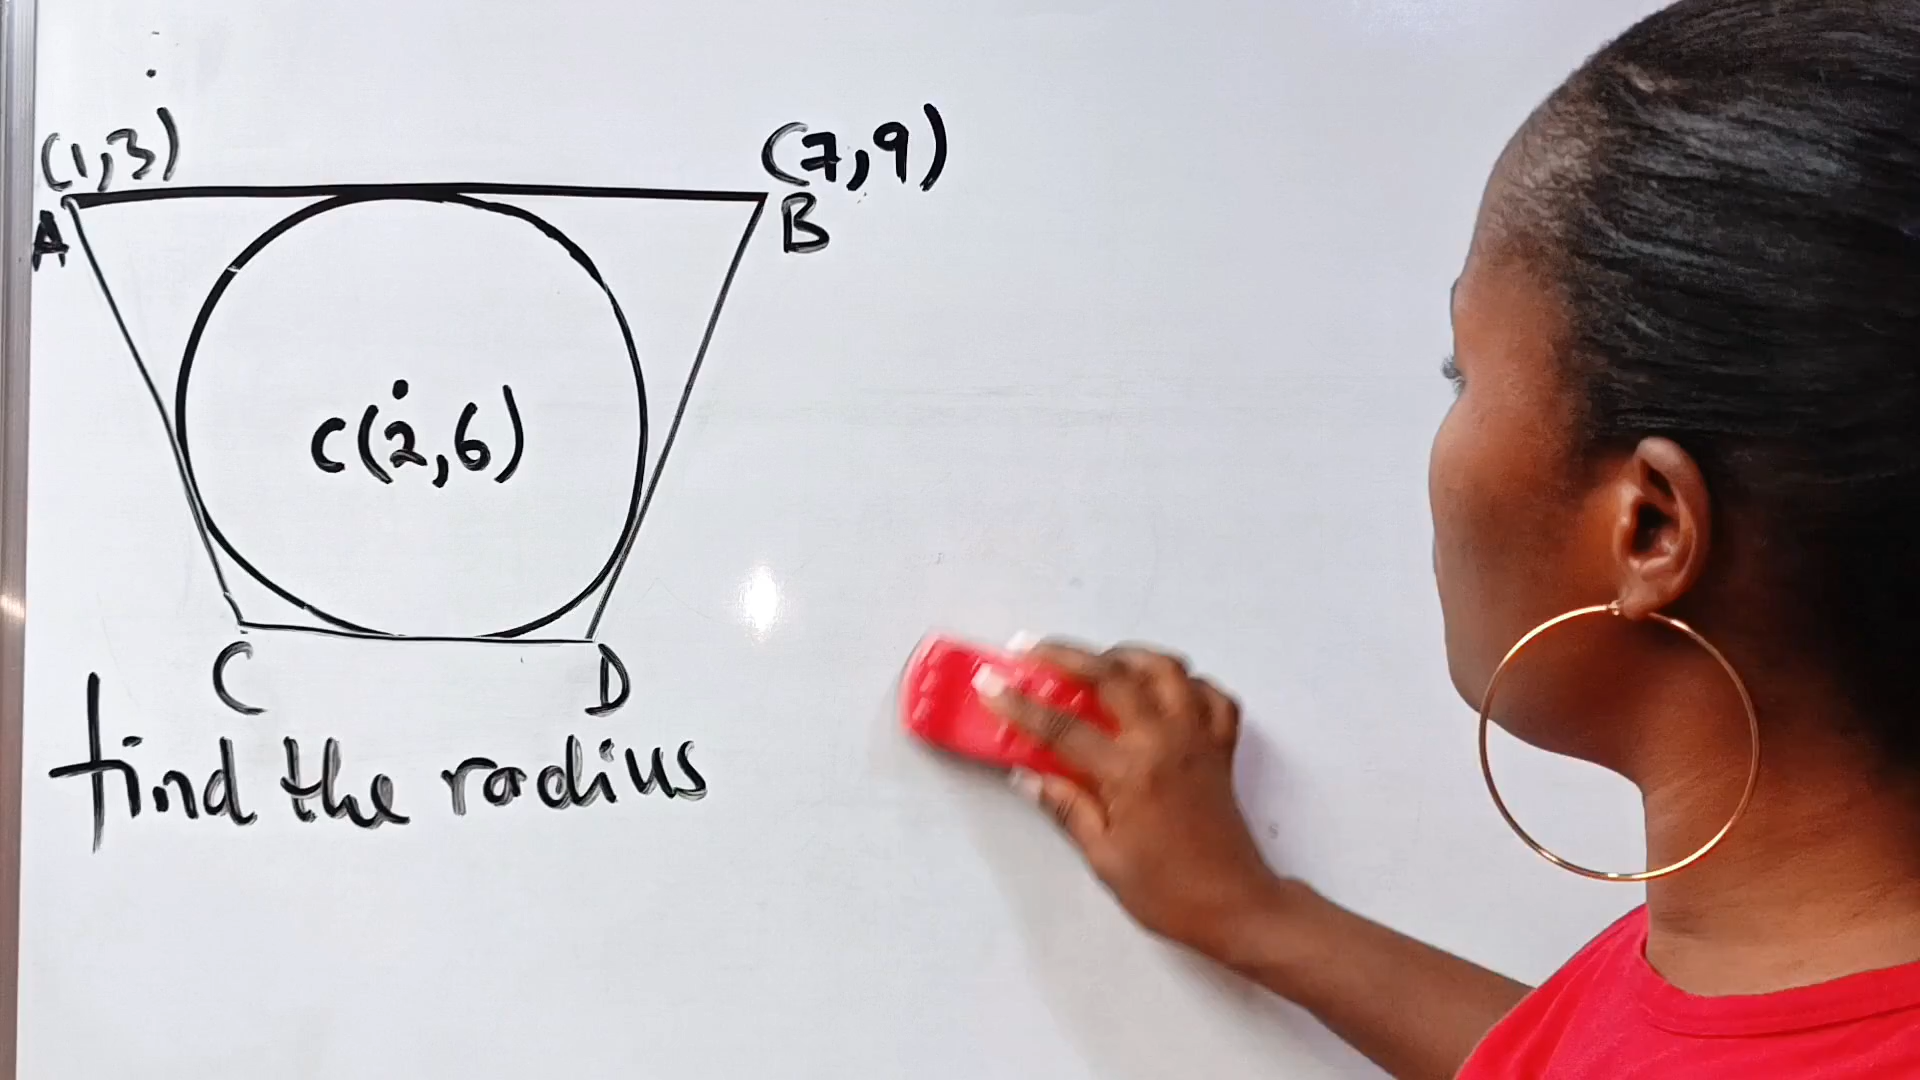 (1,3)
(7,9)
A
B
C(2,6)
C
D
find the radius